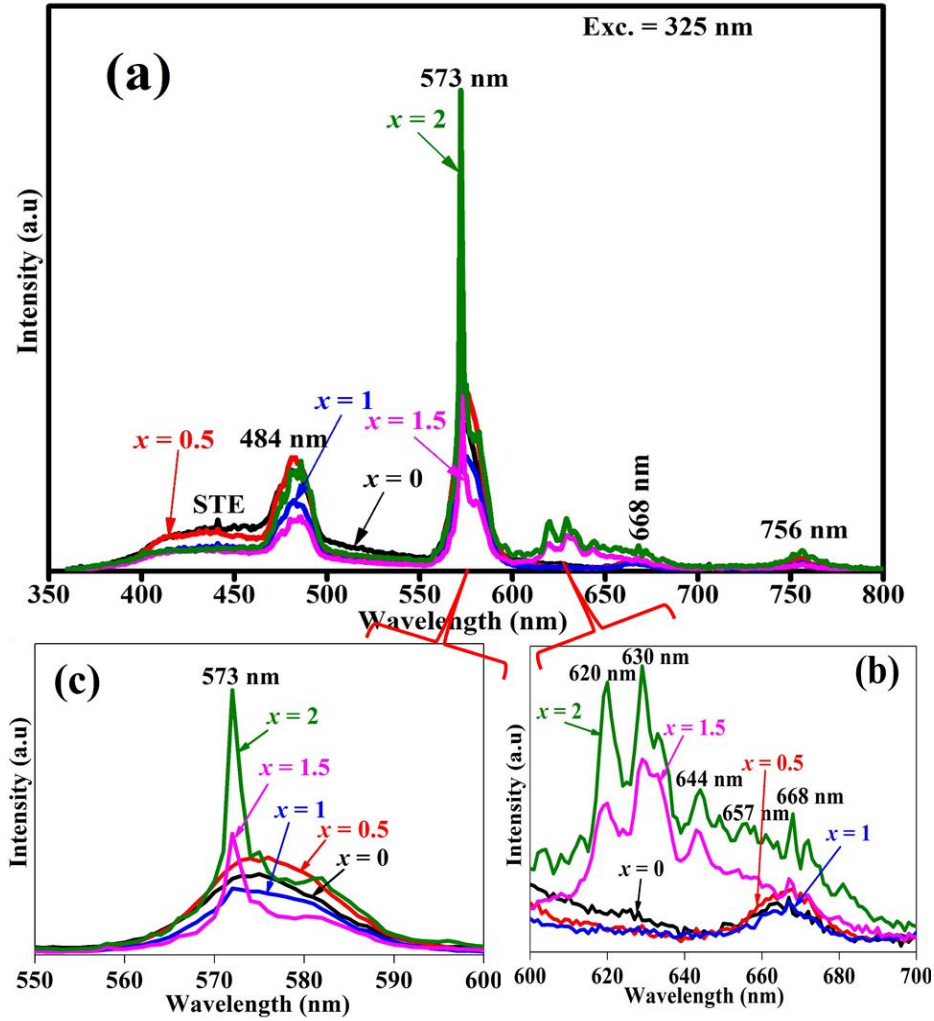 Exc. = 325 nm
(a)
573 nm
x = 2
x = 1
x = 1.5
484 nm
x = 0.5
x = 0
STE
668 nm
756 nm
Intensity (a.u)
350 400 450 500 550 600 650 700 750 800
Wavelength (nm)
(c)
573 nm
x = 2
x = 1.5
x = 1
x = 0.5
x = 0
Intensity (a.u)
550 560 570 580 590 600
Wavelength (nm)
(b)
630 nm
620 nm
x = 2
x = 1.5
x = 0.5
644 nm
668 nm
657 nm
x = 1
x = 0
Intensity (a.u)
600 620 640 660 680 700
Wavelength (nm)